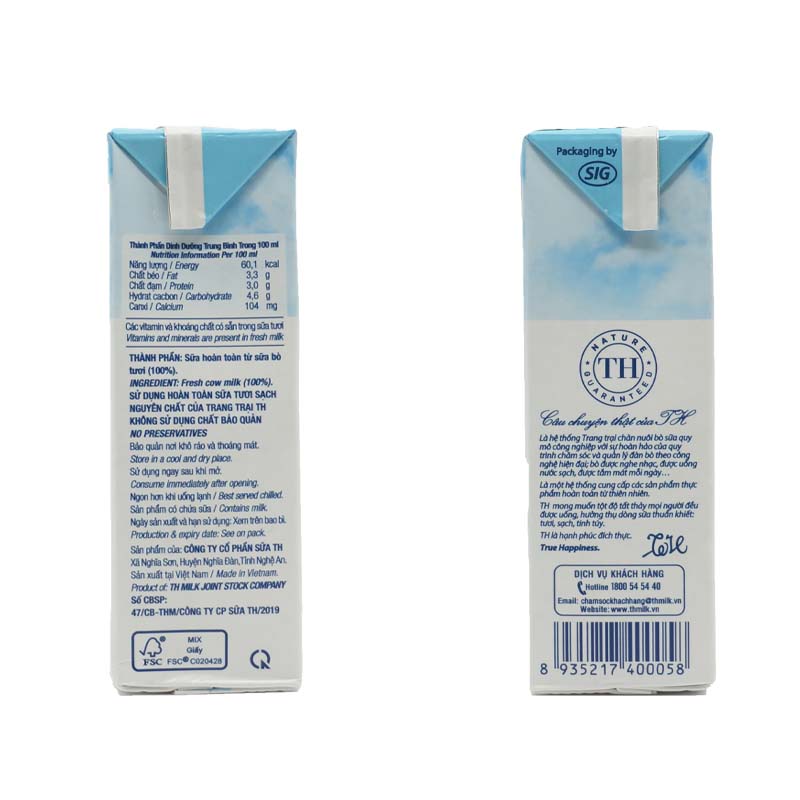 Thành Phần Dinh Dưỡng Trung Bình Trong 100 ml
Nutrition Information Per 100 ml
Năng lượng / Energy 60,1 kcal
Chất béo / Fat 3,3 g
Chất đạm / Protein 3,0 g
Hydrat cacbon / Carbohydrate 4,6 g
Canxi / Calcium 104 mg
Các vitamin và khoáng chất có sẵn trong sữa tươi
Vitamins and minerals are present in fresh milk
THÀNH PHẦN: Sữa hoàn toàn từ sữa bò
tươi (100%).
INGREDIENT: Fresh cow milk (100%).
SỬ DỤNG HOÀN TOÀN SỮA TƯƠI SẠCH
NGUYÊN CHẤT CỦA TRANG TRẠI TH
KHÔNG SỬ DỤNG CHẤT BẢO QUẢN
NO PRESERVATIVES
Bảo quản nơi khô ráo và thoáng mát.
Store in a cool and dry place.
Sử dụng ngay sau khi mở.
Consume immediately after opening.
Ngon hơn khi uống lạnh / Best served chilled.
Sản phẩm có chứa sữa / Contains milk.
Ngày sản xuất và hạn sử dụng: Xem trên bao bì.
Production & expiry date: See on pack.
Sản phẩm của: CÔNG TY CỔ PHẦN SỮA TH
Xã Nghĩa Sơn, Huyện Nghĩa Đàn, Tỉnh Nghệ An.
Sản xuất tại Việt Nam / Made in Vietnam.
Product of: TH MILK JOINT STOCK COMPANY
Số CBSP:
47/CB-THM/CÔNG TY CP SỮA TH/2019
MIX
Giấy
FSC FSC® C020428
Packaging by
SIG
NATURE
TH
GUARANTEED
Câu chuyện thật của TH
Là hệ thống Trang trại chăn nuôi bò sữa quy
mô công nghiệp với sự hoàn hảo của quy
trình chăm sóc và quản lý đàn bò theo công
nghệ hiện đại; bò được nghe nhạc, được uống
nước sạch, được tắm mát mỗi ngày...
Là một hệ thống cung cấp các sản phẩm thực
phẩm hoàn toàn từ thiên nhiên.
TH mong muốn tột độ tất thảy mọi người đều
được uống, hưởng thụ dòng sữa thuần khiết:
tươi, sạch, tinh túy.
TH là hạnh phúc đích thực.
True Happiness.
DỊCH VỤ KHÁCH HÀNG
Hotline 1800 54 54 40
Email: chamsockhachhang@thmilk.vn
Website: www.thmilk.vn
8 935217 400058